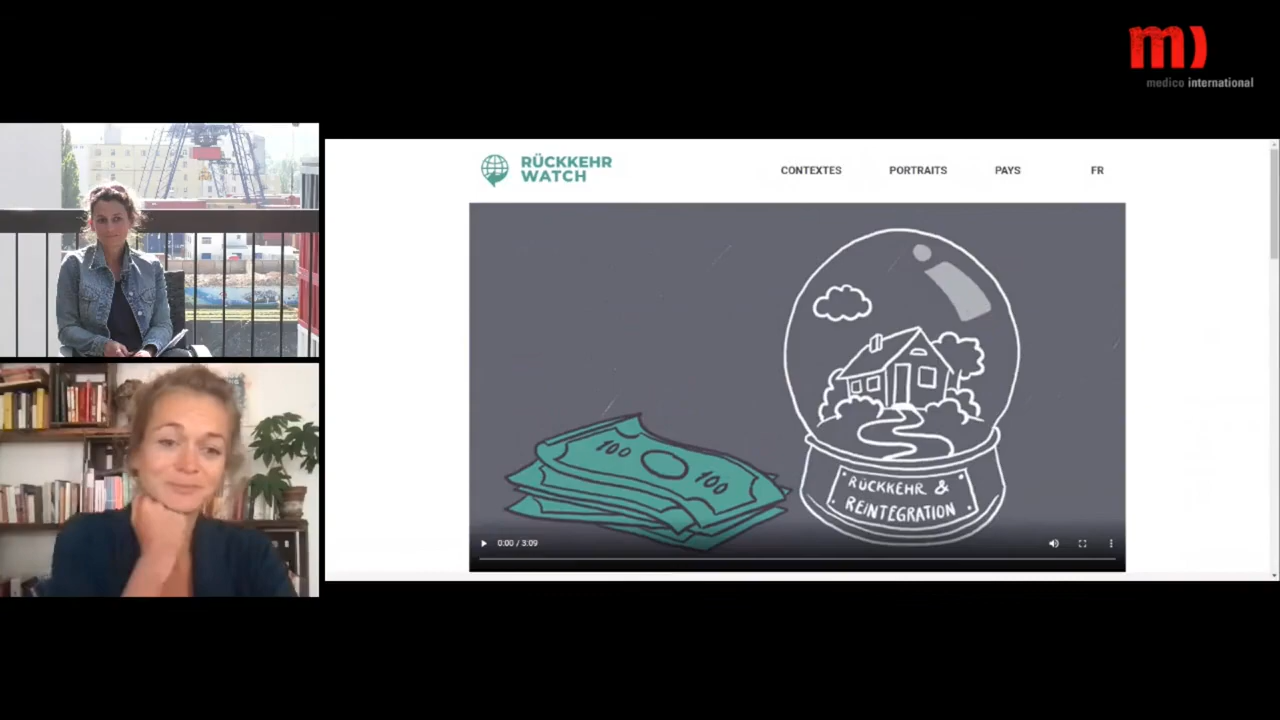 m)
medico international
RÜCKKEHR
WATCH
CONTEXTES
PORTRAITS
PAYS
FR
100
100
RÜCKKEHR &
REINTEGRATION
0:00 / 3:09